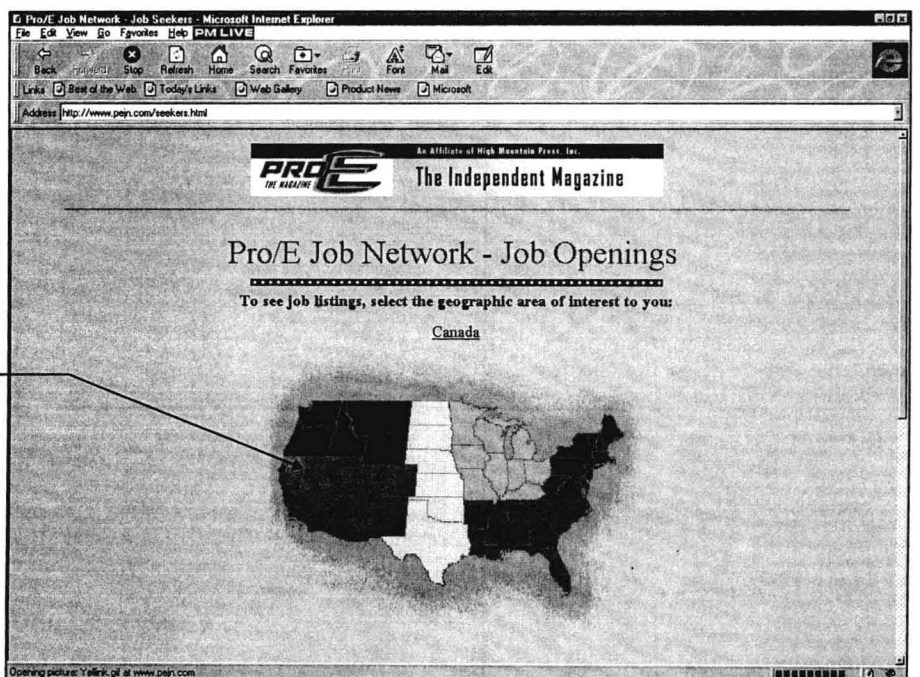 Pro/E Job Network - Job Seekers - Microsoft Internet Explorer
File Edit View Go Favorites Help PM LIVE
Back Forward Stop Refresh Home Search Favorites Print Font Mail Edit
Links Best of the Web Today's Links Web Gallery Product News Microsoft
Address http://www.pejn.com/seekers.html
An Affiliate of High Mountain Press, Inc.
PRO E
THE MAGAZINE
The Independent Magazine
Pro/E Job Network - Job Openings
To see job listings, select the geographic area of interest to you:
Canada
Opening picture: Yellink.gif at www.pejn.com